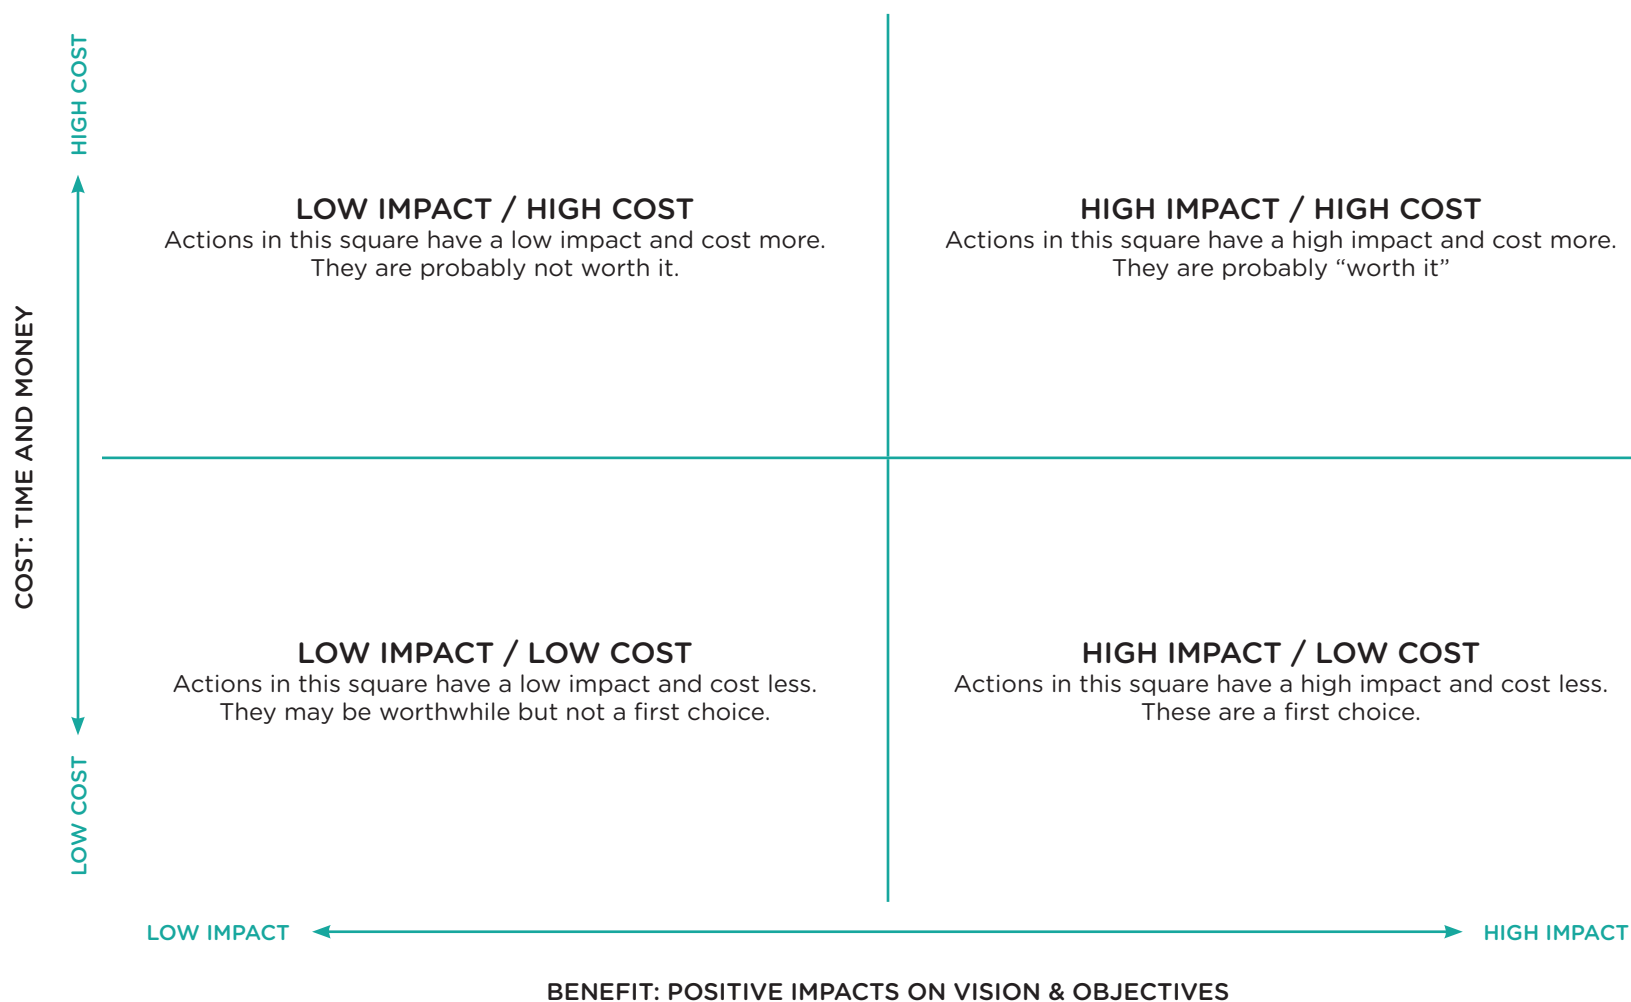 HIGH COST
LOW IMPACT / HIGH COST
Actions in this square have a low impact and cost more.
They are probably not worth it.
HIGH IMPACT / HIGH COST
Actions in this square have a high impact and cost more.
They are probably “worth it”
COST: TIME AND MONEY
LOW IMPACT / LOW COST
Actions in this square have a low impact and cost less.
They may be worthwhile but not a first choice.
HIGH IMPACT / LOW COST
Actions in this square have a high impact and cost less.
These are a first choice.
LOW COST
LOW IMPACT
HIGH IMPACT
BENEFIT: POSITIVE IMPACTS ON VISION & OBJECTIVES